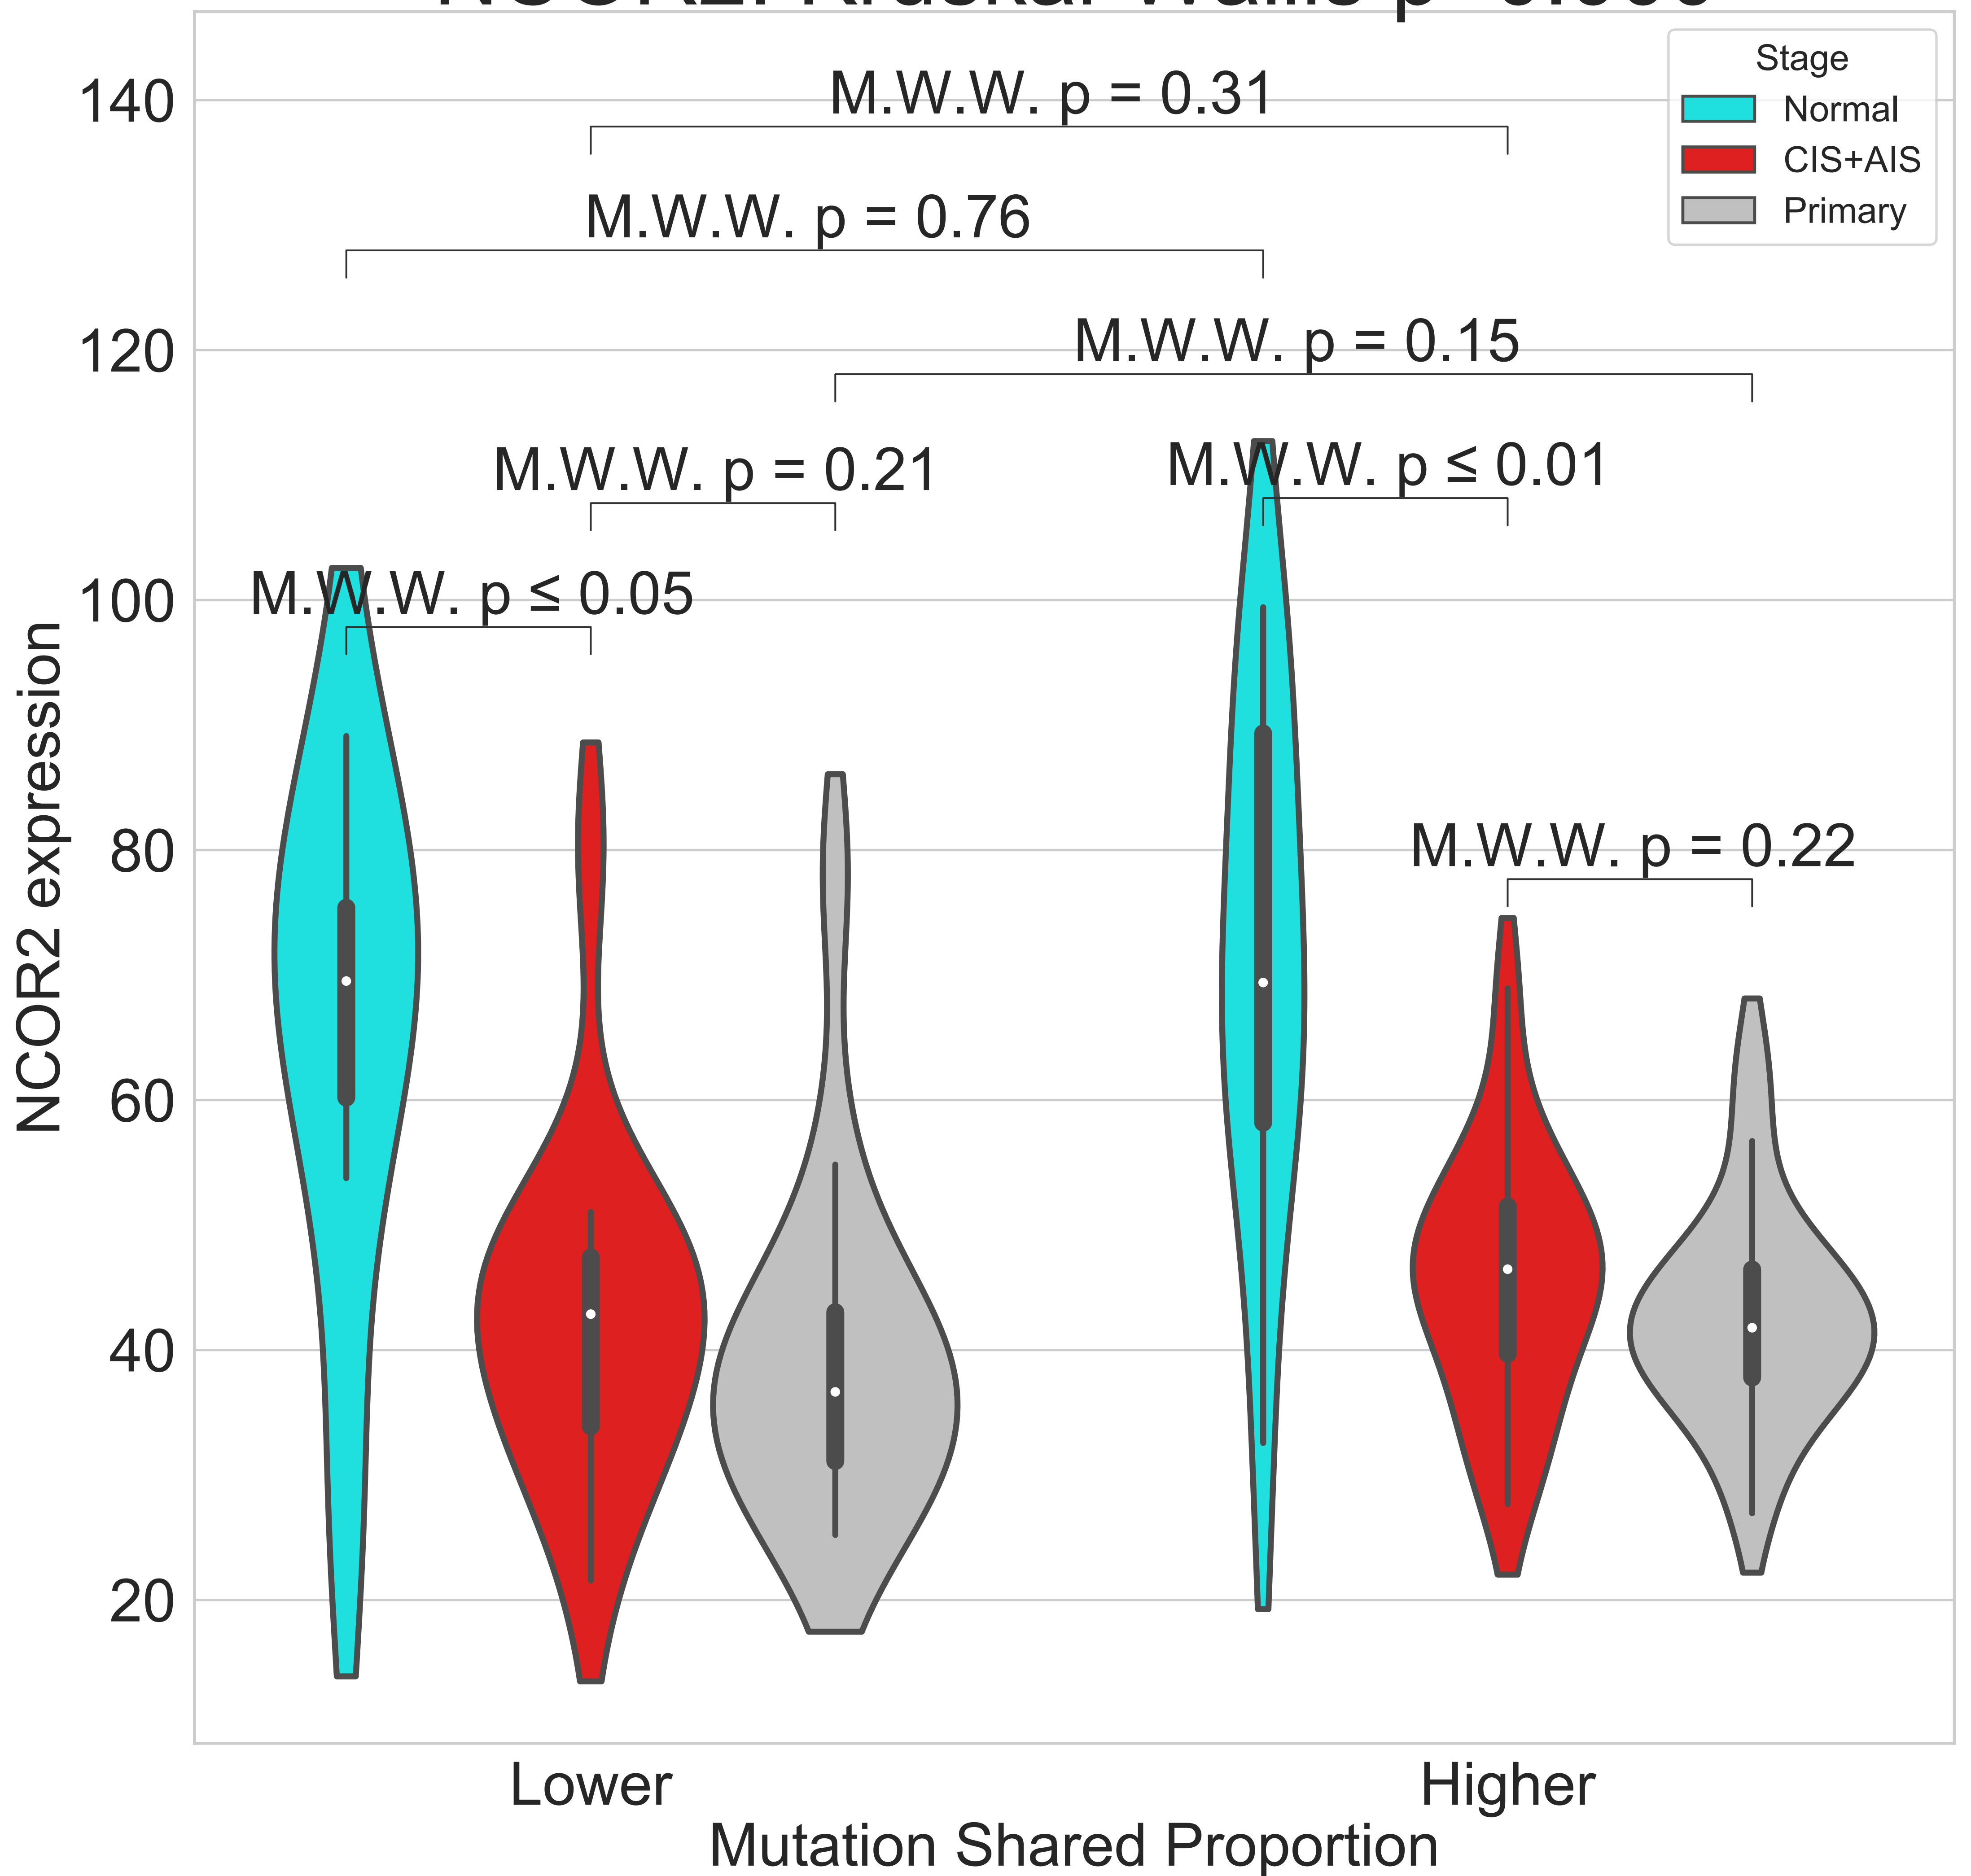 Stage
Normal
CIS+AIS
Primary
M.W.W. p = 0.31
M.W.W. p = 0.76
M.W.W. p = 0.15
M.W.W. p = 0.21
M.W.W. p ≤ 0.01
M.W.W. p ≤ 0.05
M.W.W. p = 0.22
140
120
100
80
60
40
20
NCOR2 expression
Lower
Higher
Mutation Shared Proportion